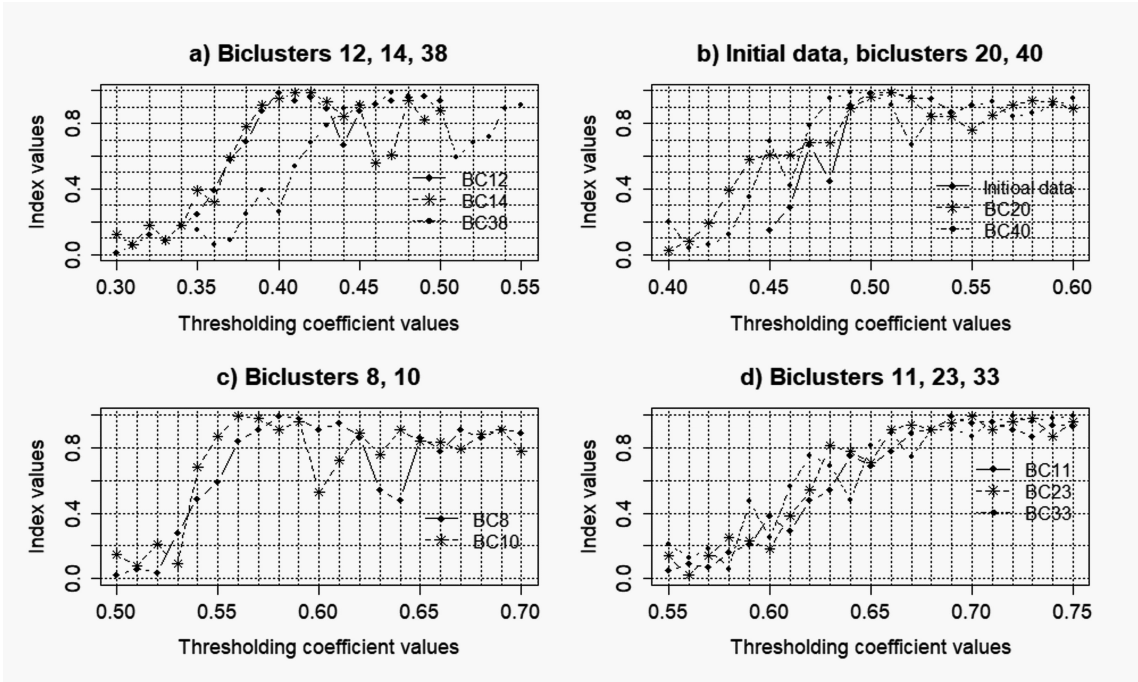 a) Biclusters 12, 14, 38
Index values
0.0 0.4 0.8
BC12
BC14
BC38
0.30 0.35 0.40 0.45 0.50 0.55
Thresholding coefficient values
b) Initial data, biclusters 20, 40
Index values
0.0 0.4 0.8
Initioal data
BC20
BC40
0.40 0.45 0.50 0.55 0.60
Thresholding coefficient values
c) Biclusters 8, 10
Index values
0.0 0.4 0.8
BC8
BC10
0.50 0.55 0.60 0.65 0.70
Thresholding coefficient values
d) Biclusters 11, 23, 33
Index values
0.0 0.4 0.8
BC11
BC23
BC33
0.55 0.60 0.65 0.70 0.75
Thresholding coefficient values